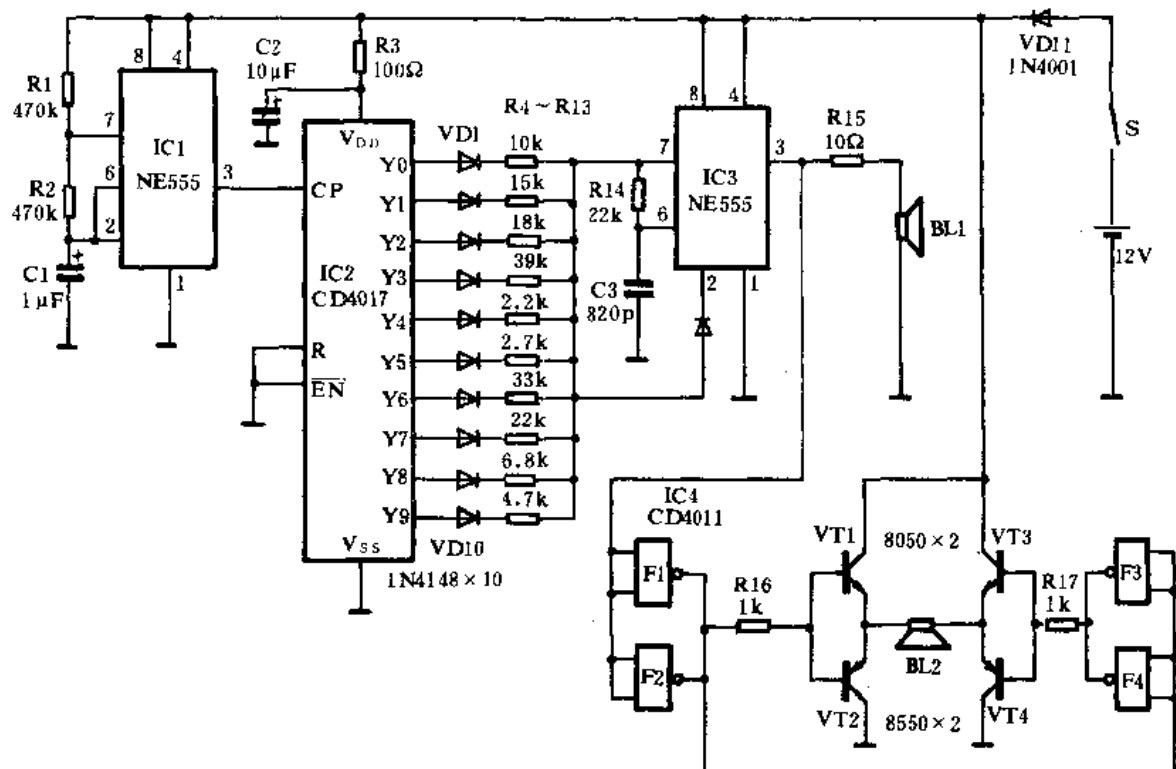 8
4
R1
470k
7
IC1
NE555
6
3
R2
470k
2
C1
1μF
1
C2
10μF
R3
100Ω
VDD
CP
IC2
CD4017
R
EN
VSS
Y0
Y1
Y2
Y3
Y4
Y5
Y6
Y7
Y8
Y9
VD1
VD10
1N4148×10
R4~R13
10k
15k
18k
39k
2.2k
2.7k
33k
22k
6.8k
4.7k
8
4
7
3
IC3
NE555
R14
22k
6
C3
820p
2
1
R15
10Ω
BL1
VD11
1N4001
S
12V
IC4
CD4011
F1
F2
R16
1k
VT1
8050×2
VT3
BL2
VT2
8550×2
VT4
R17
1k
F3
F4